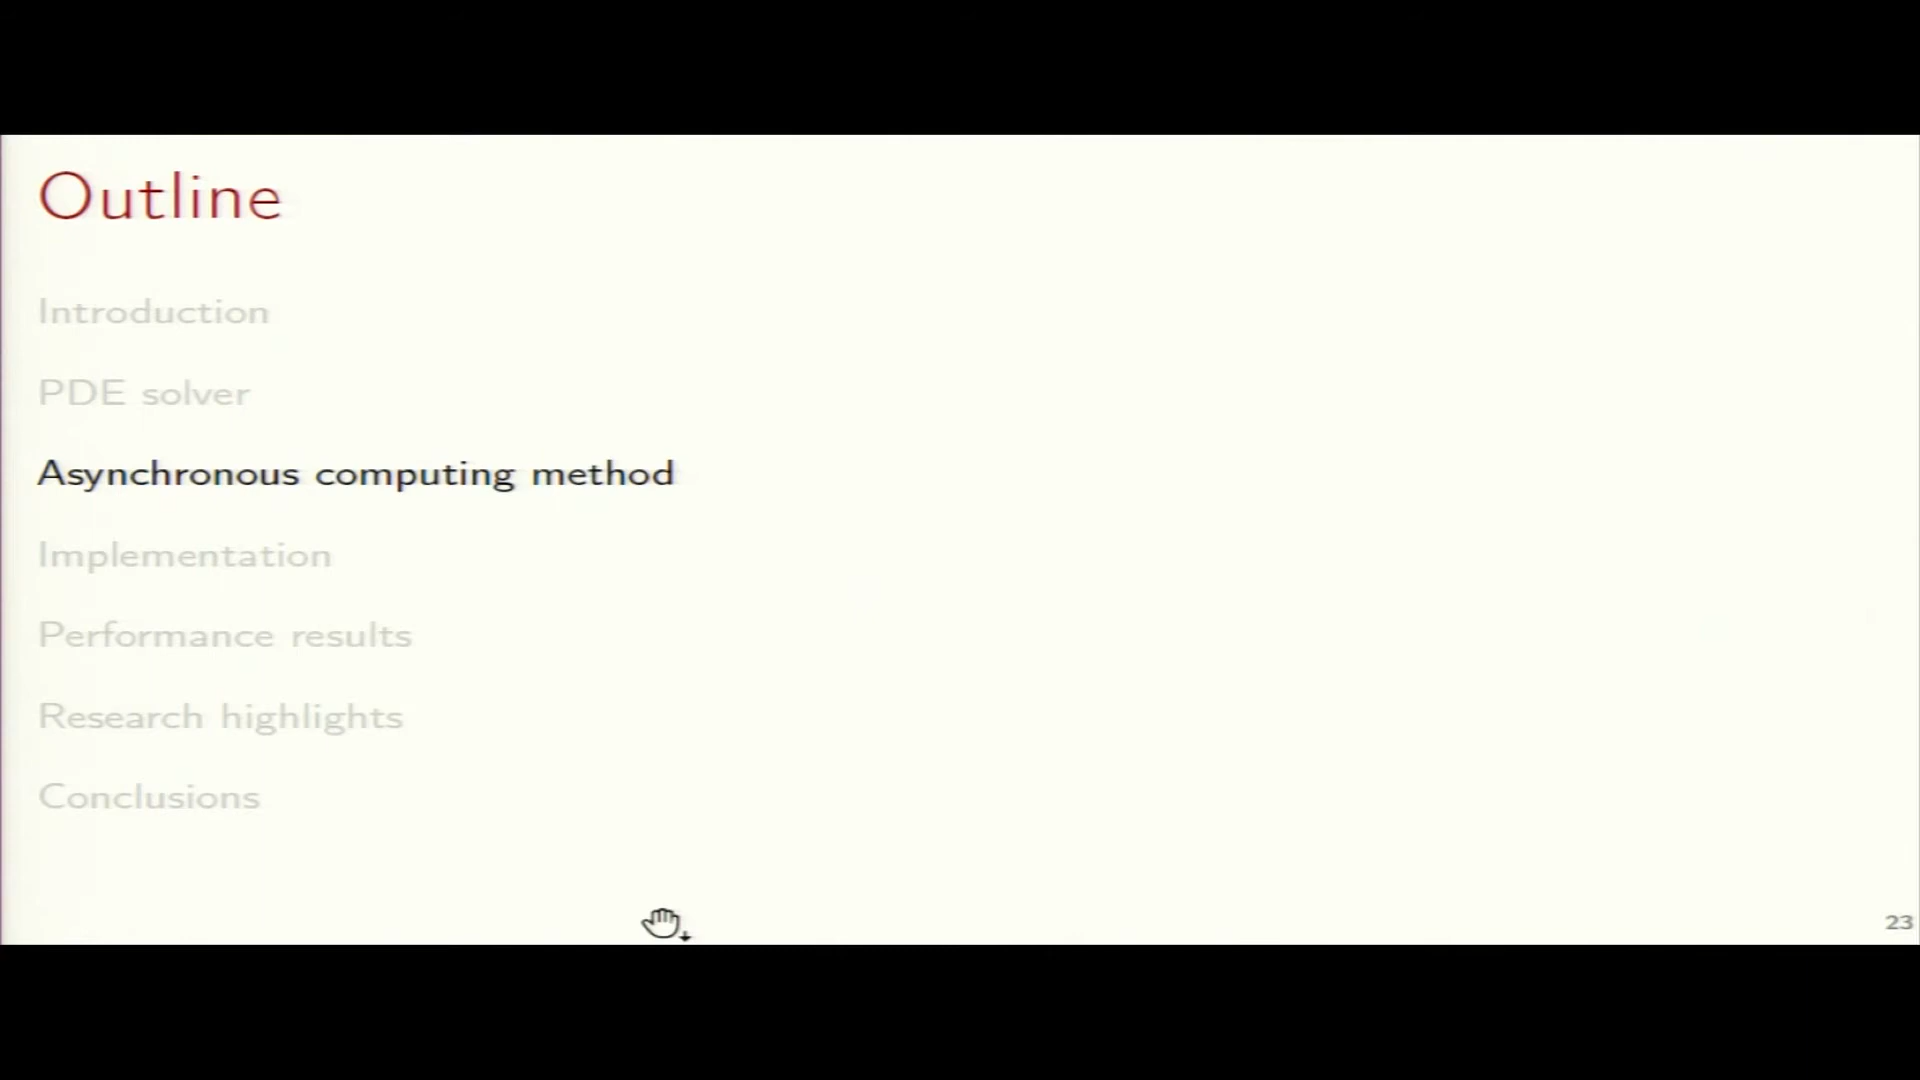 Outline
Introduction
PDE solver
Asynchronous computing method
Implementation
Performance results
Research highlights
Conclusions
23